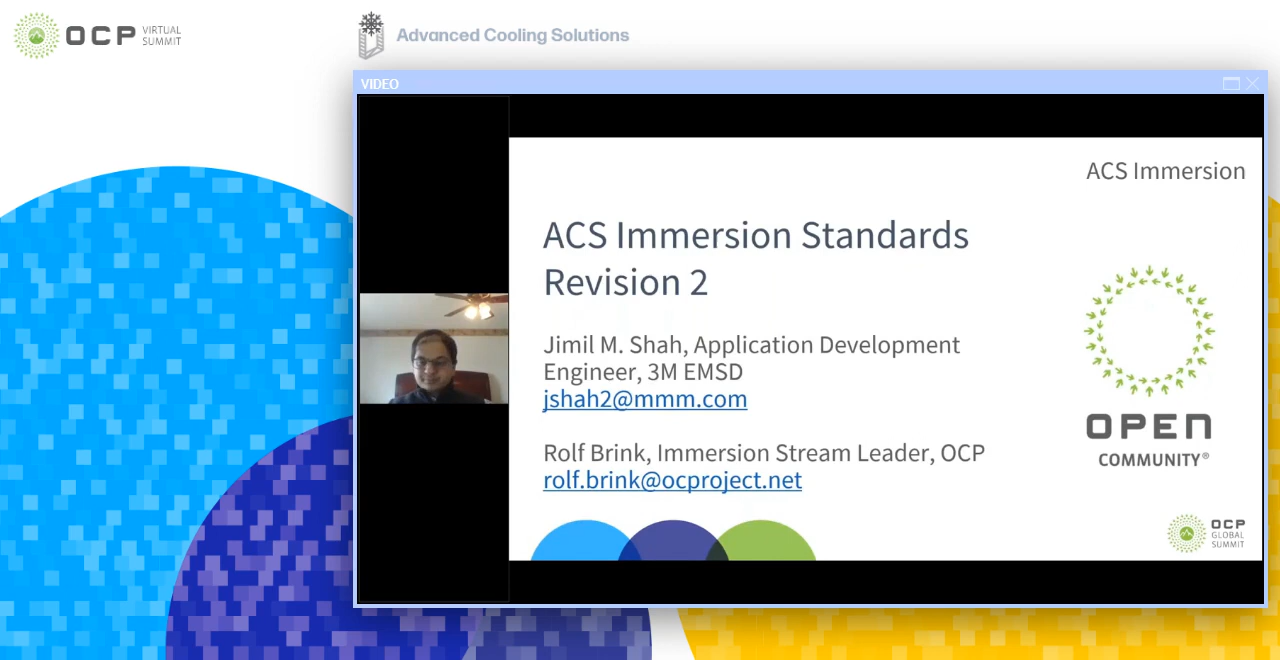 OCP VIRTUAL SUMMIT
Advanced Cooling Solutions
VIDEO
ACS Immersion
ACS Immersion Standards
Revision 2
Jimil M. Shah, Application Development
Engineer, 3M EMSD
jshah2@mmm.com
Rolf Brink, Immersion Stream Leader, OCP
rolf.brink@ocproject.net
OPEN
COMMUNITY®
OCP
GLOBAL
SUMMIT